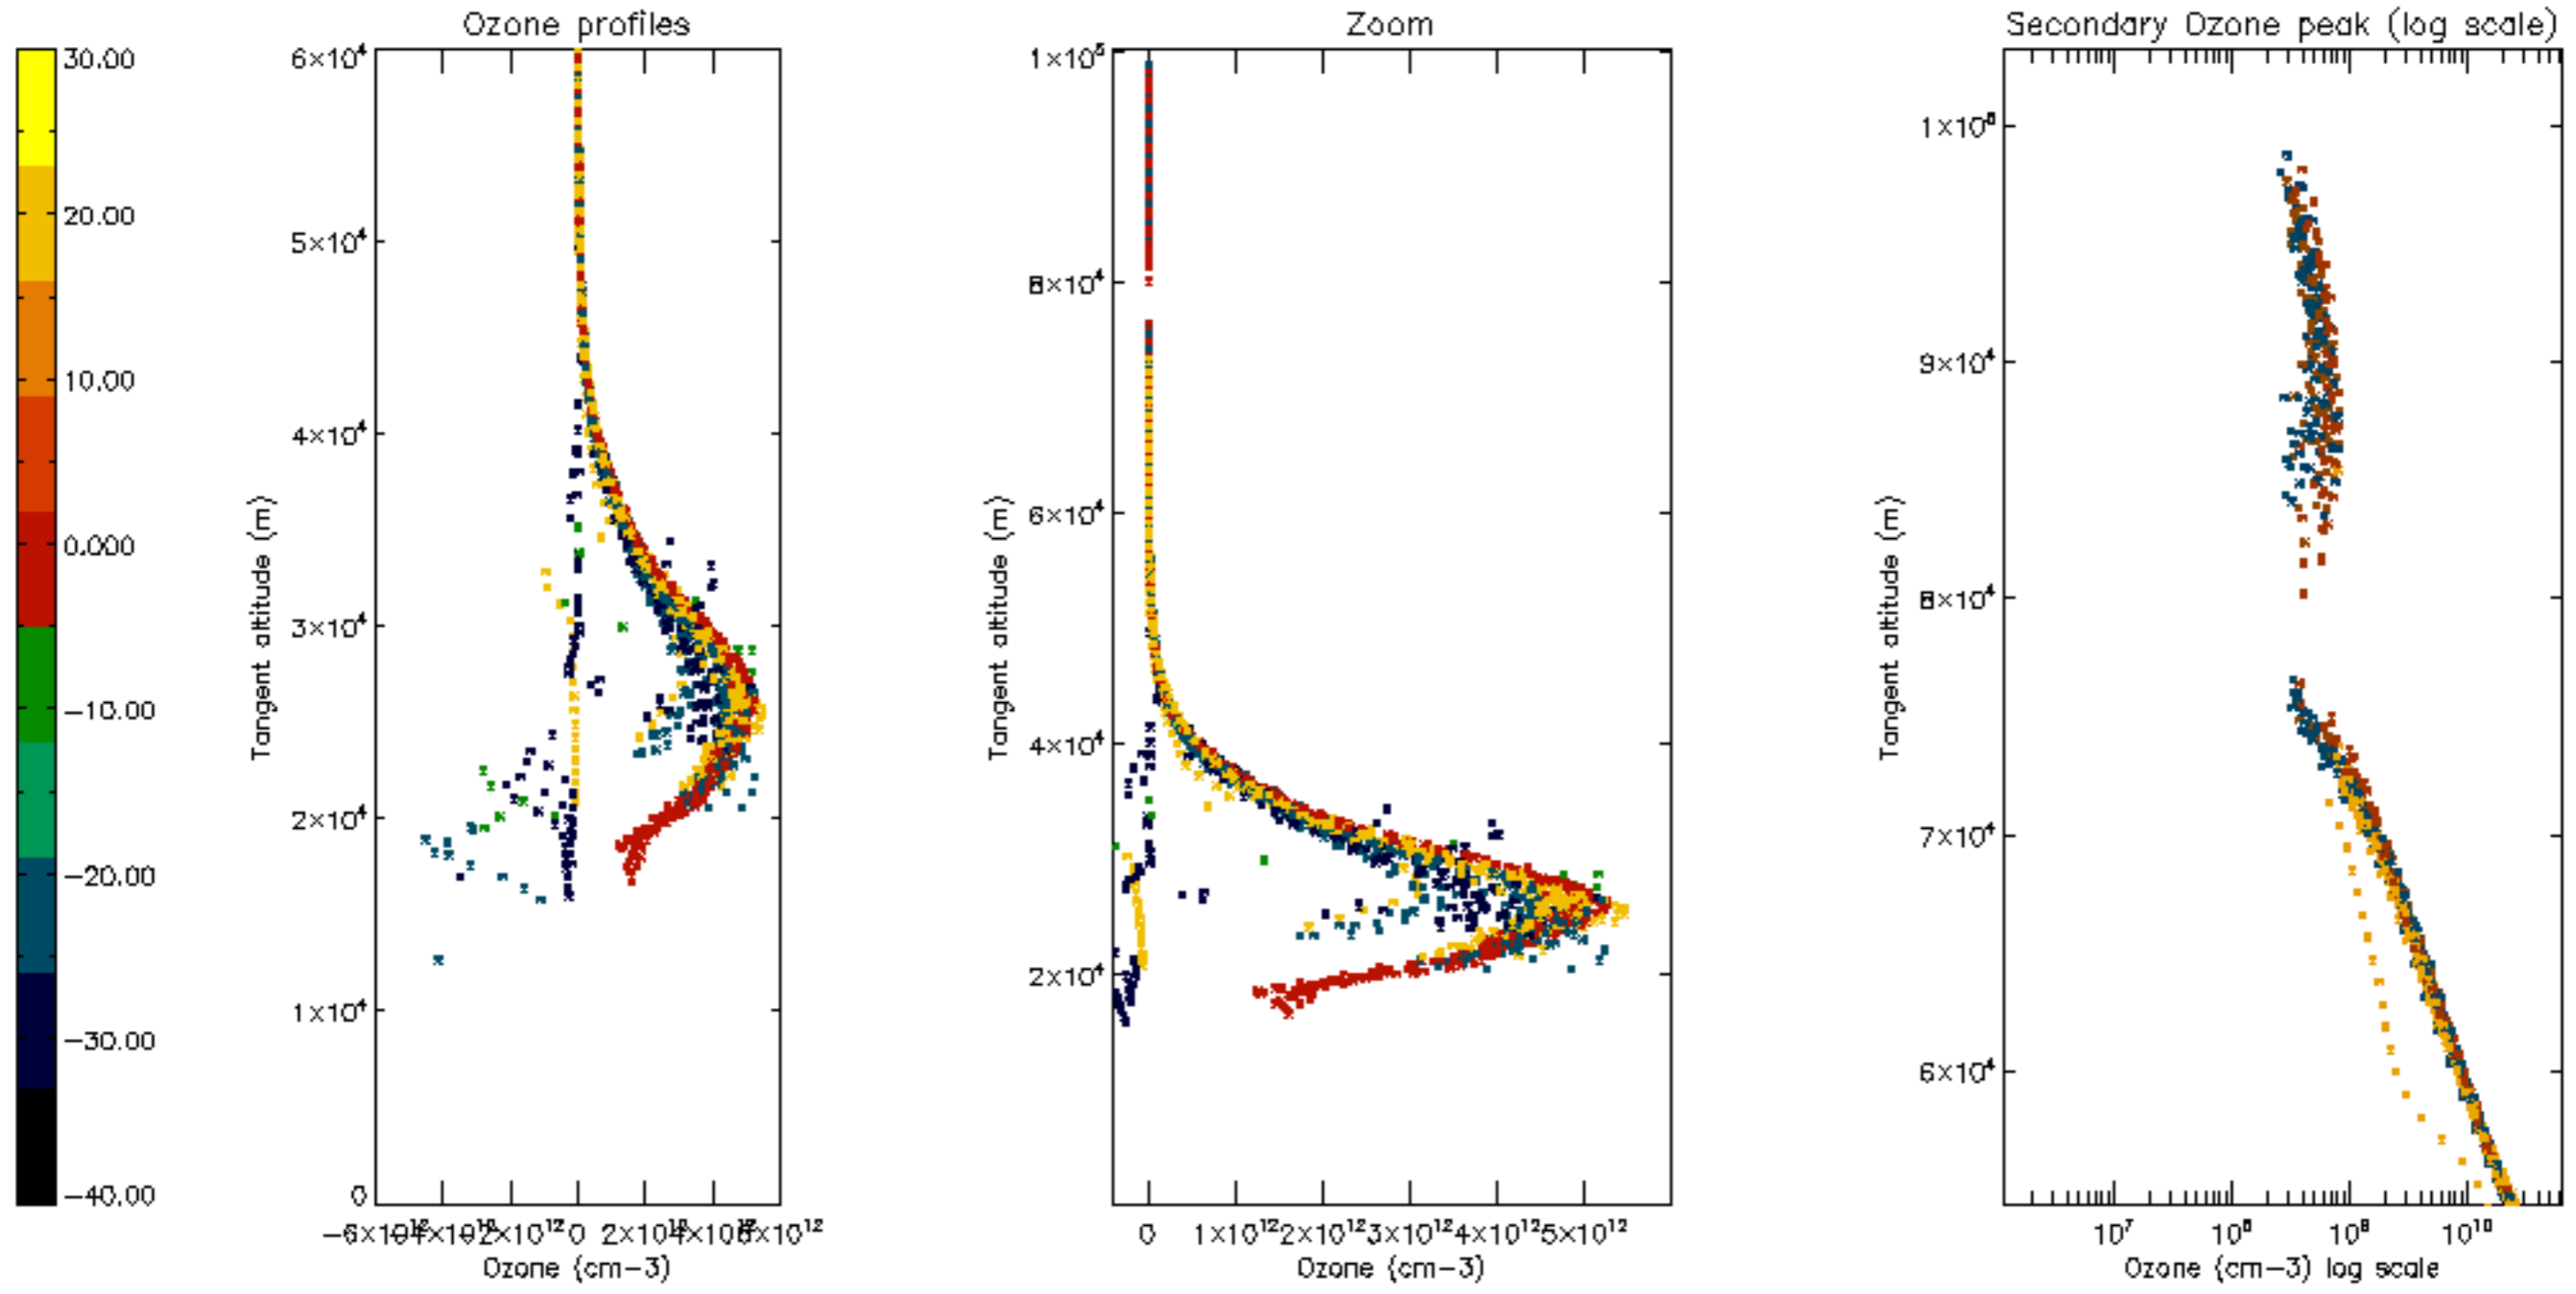 Ozone profiles
Zoom
Secondary Ozone peak (log scale)
30.00
20.00
10.00
0.000
−10.00
−20.00
−30.00
−40.00
6×10⁴
5×10⁴
4×10⁴
3×10⁴
2×10⁴
1×10⁴
0
Tangent altitude (m)
0
Ozone (cm−3)
1×10⁵
8×10⁴
6×10⁴
4×10⁴
2×10⁴
Tangent altitude (m)
0 1×10¹² 2×10¹² 3×10¹² 4×10¹² 5×10¹²
Ozone (cm−3)
1×10⁵
9×10⁴
8×10⁴
7×10⁴
6×10⁴
Tangent altitude (m)
10⁷ 10⁸ 10⁹ 10¹⁰
Ozone (cm−3) log scale